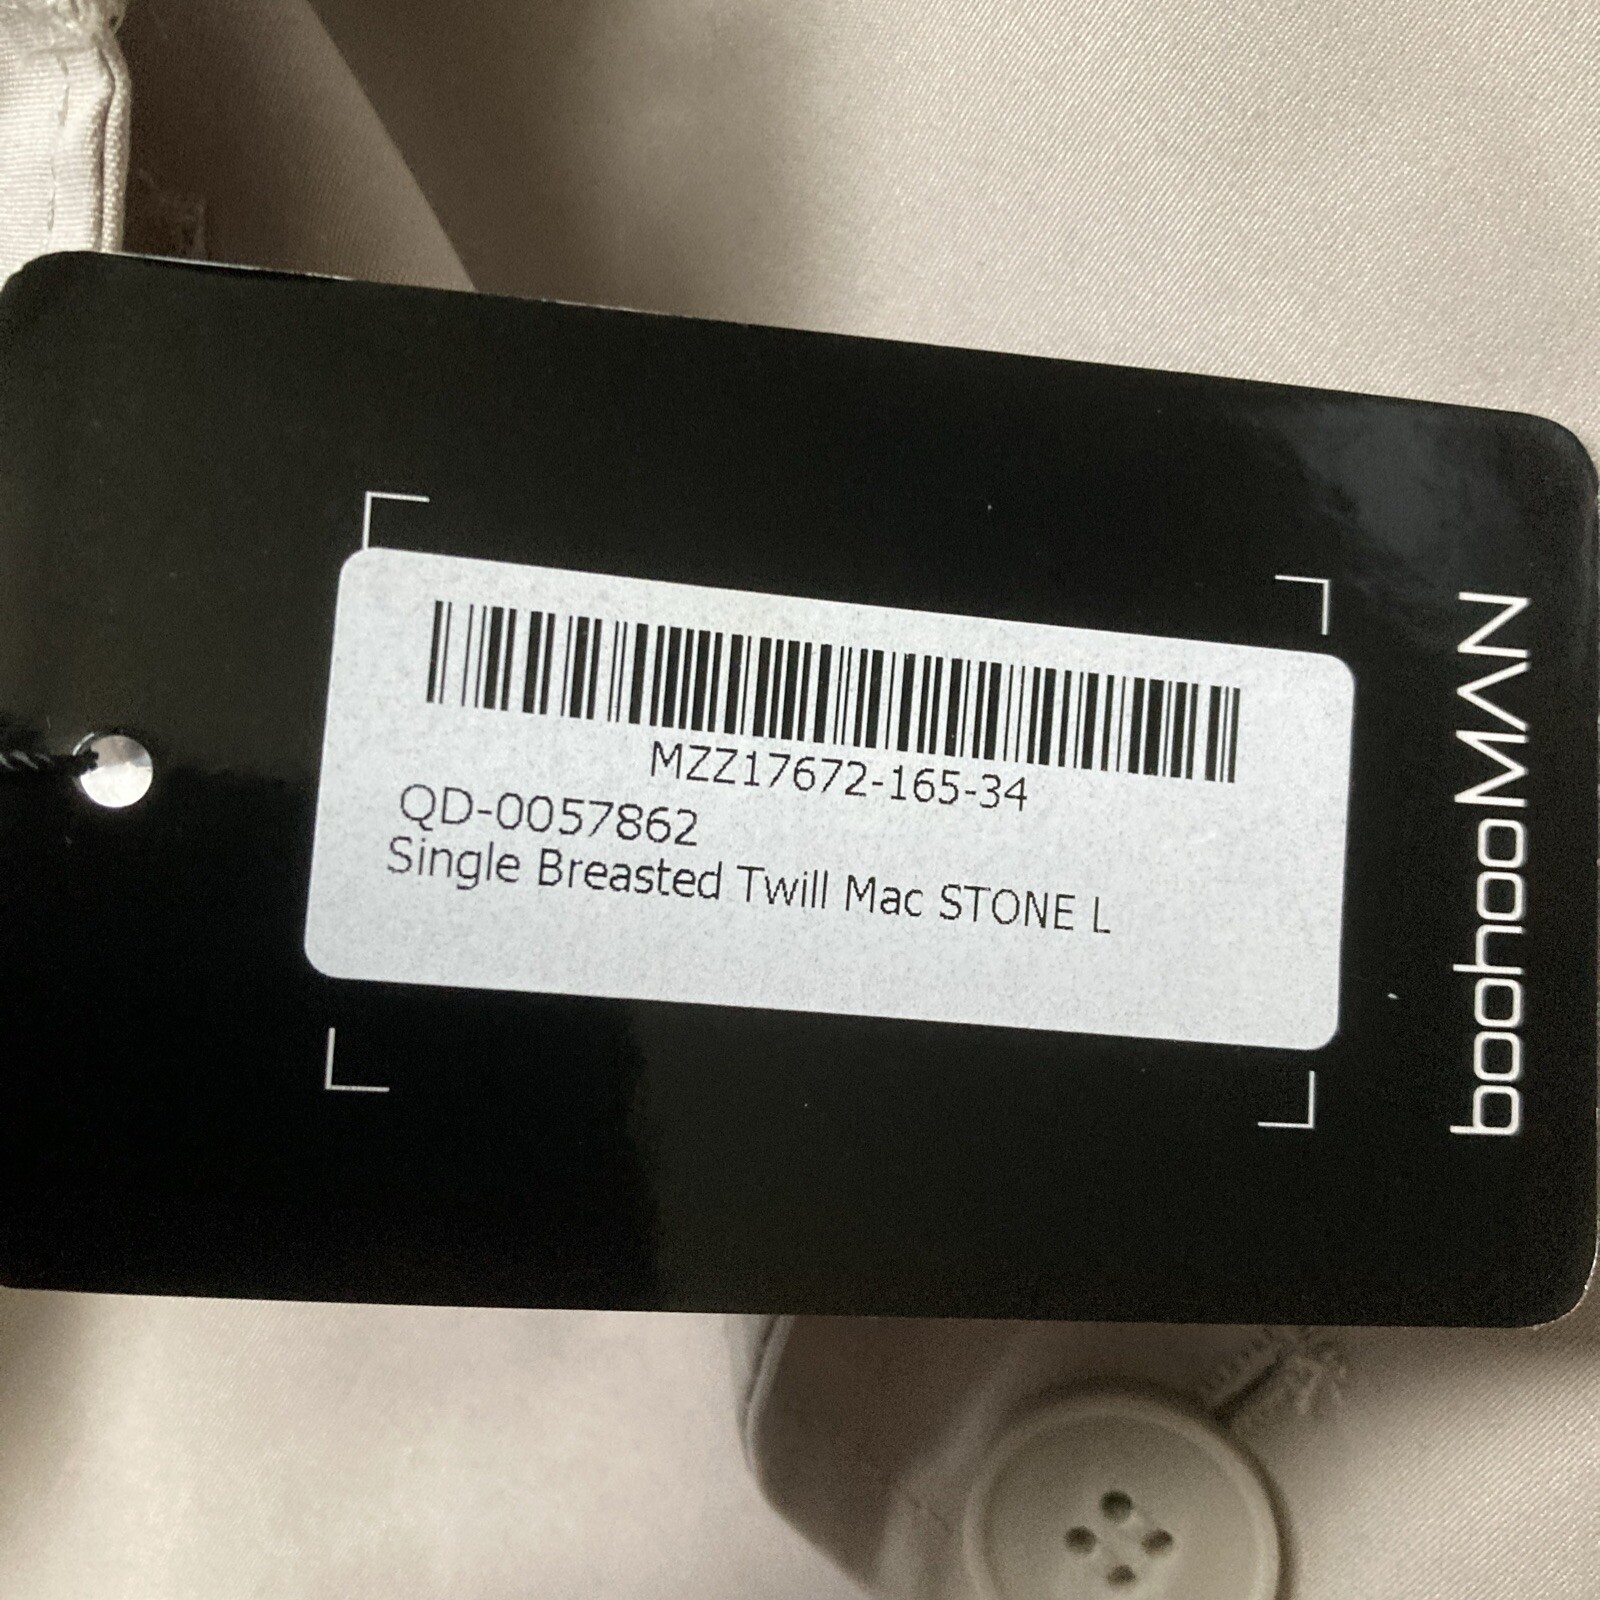 MZZ17672-165-34
QD-0057862
Single Breasted Twill Mac STONE L
boohooMAN